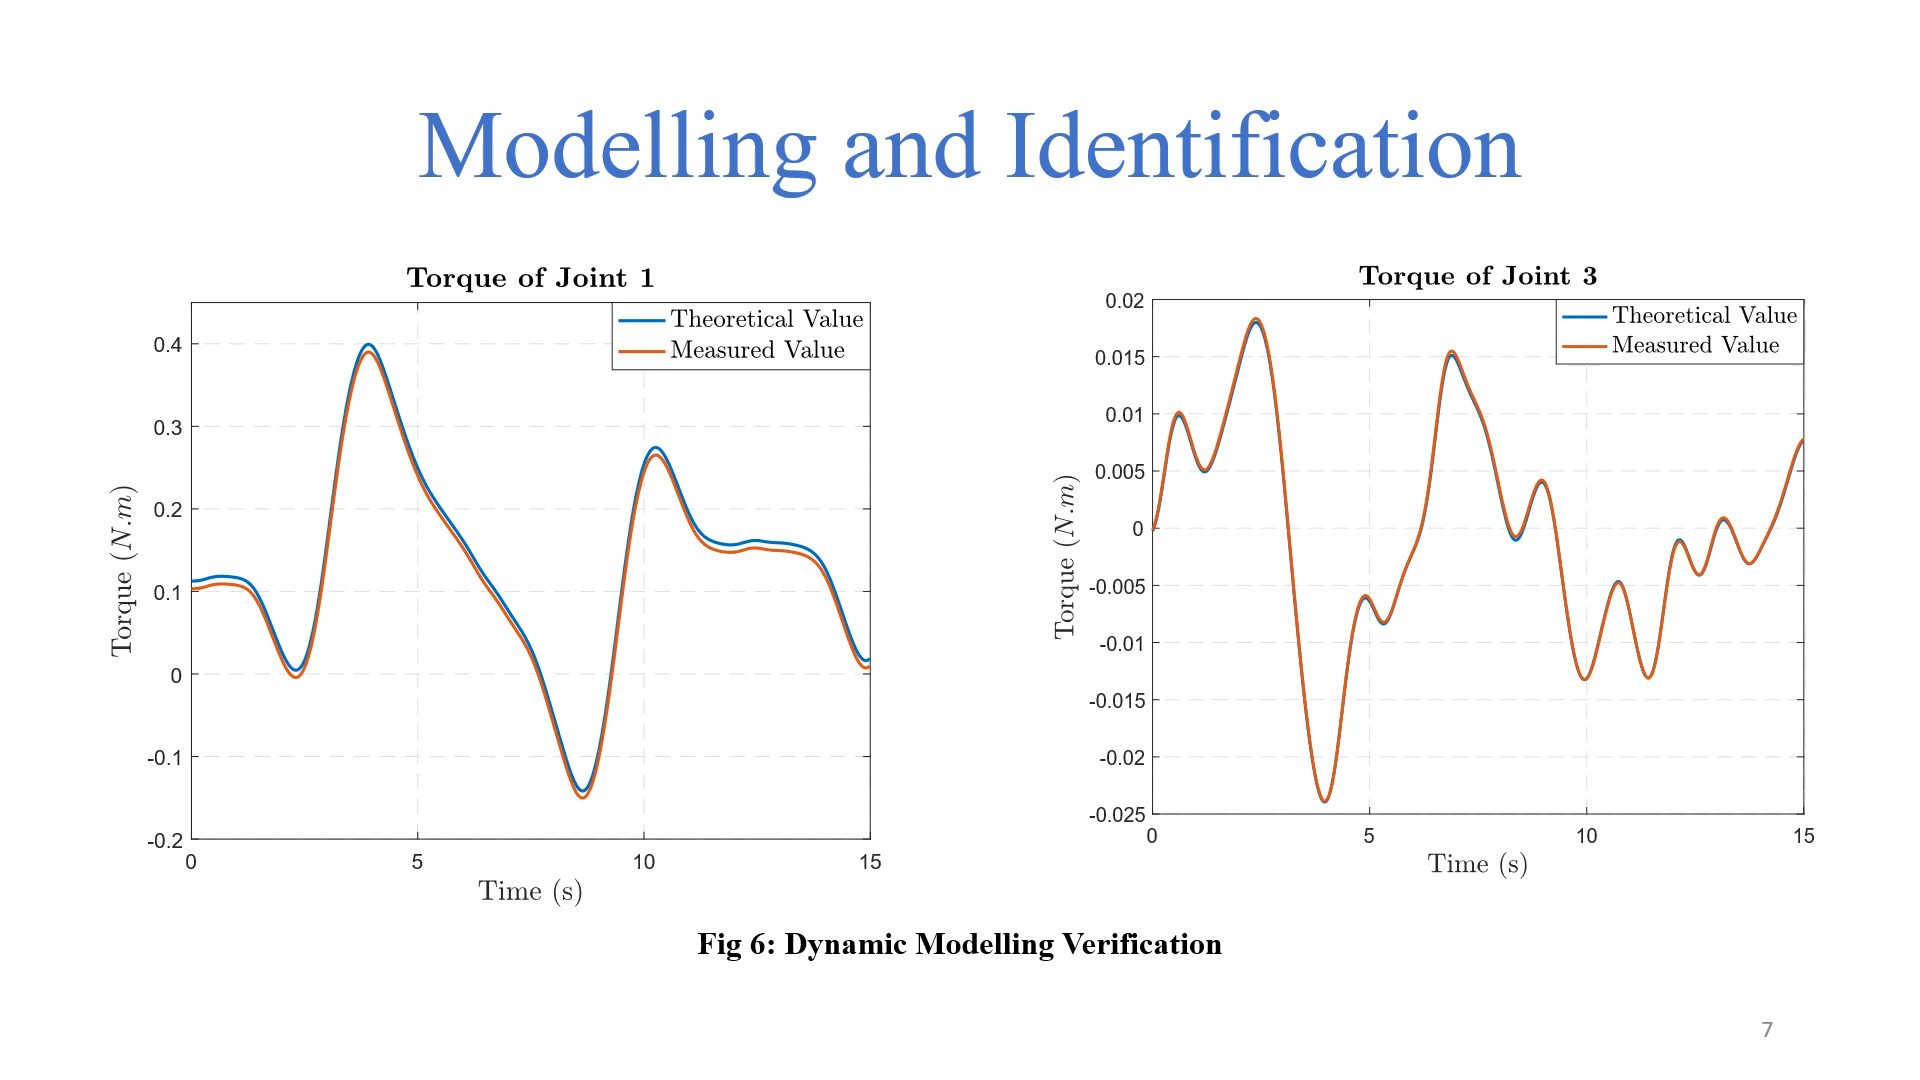 Modelling and Identification
Torque of Joint 1
Theoretical Value
Measured Value
0.4
0.3
0.2
0.1
0
-0.1
-0.2
Torque (N.m)
0
5
10
15
Time (s)
Torque of Joint 3
Theoretical Value
Measured Value
0.02
0.015
0.01
0.005
0
-0.005
-0.01
-0.015
-0.02
-0.025
Torque (N.m)
0
5
10
15
Time (s)
Fig 6: Dynamic Modelling Verification
7